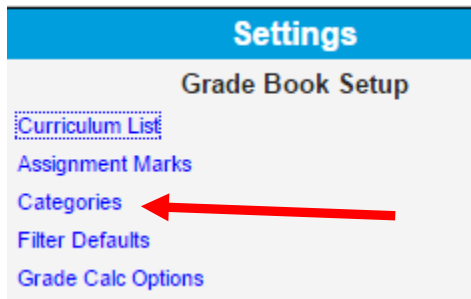 Settings
Grade Book Setup
Curriculum List
Assignment Marks
Categories
Filter Defaults
Grade Calc Options